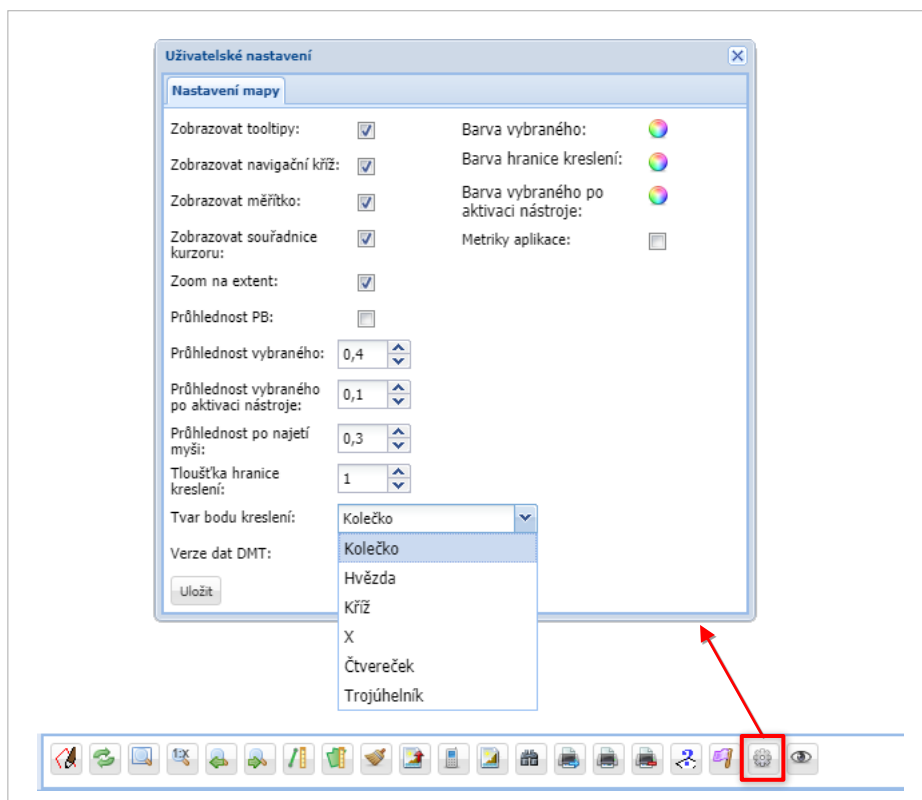 Uživatelské nastavení
Nastavení mapy
Zobrazovat tooltipy:
Zobrazovat navigační kříž:
Zobrazovat měřítko:
Zobrazovat souřadnice
kurzoru:
Zoom na extent:
Průhlednost PB:
Průhlednost vybraného: 0,4
Průhlednost vybraného
po aktivaci nástroje: 0,1
Průhlednost po najetí
myši: 0,3
Tloušťka hranice
kreslení: 1
Tvar bodu kreslení: Kolečko
Verze dat DMT:
Uložit
Kolečko
Hvězda
Kříž
X
Čtvereček
Trojúhelník
Barva vybraného:
Barva hranice kreslení:
Barva vybraného po
aktivaci nástroje:
Metriky aplikace: